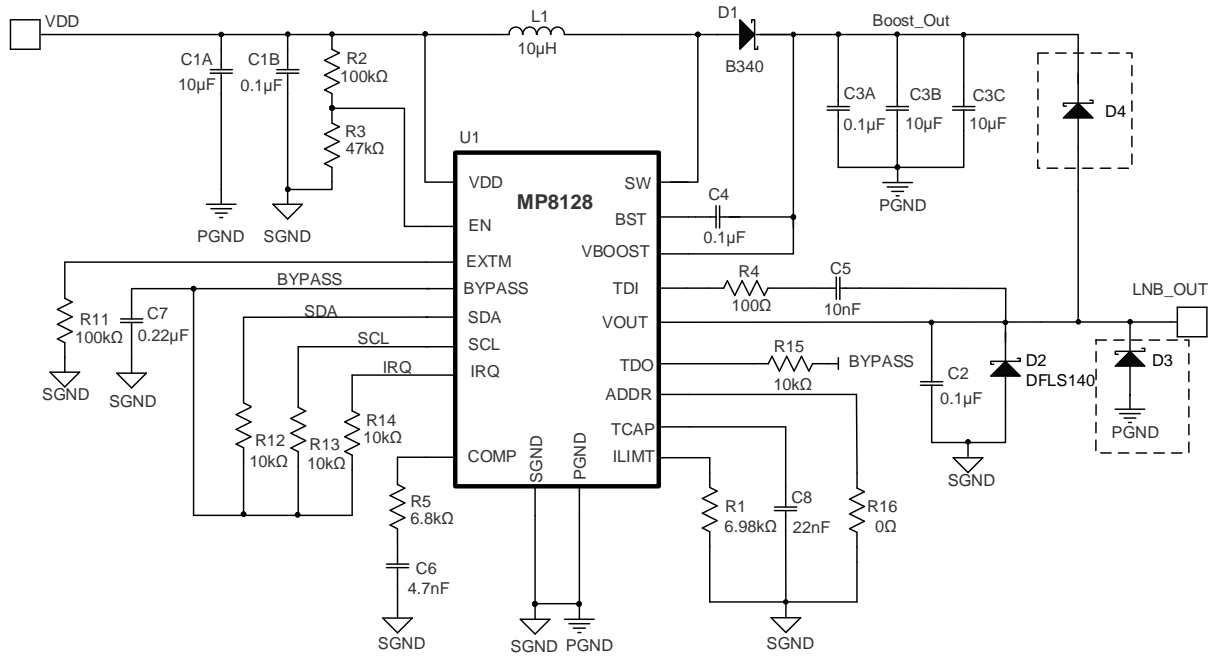 VDD
L1
10µH
D1
B340
Boost_Out
C1A
10µF
C1B
0.1µF
R2
100kΩ
R3
47kΩ
PGND
SGND
C3A
0.1µF
C3B
10µF
C3C
10µF
PGND
D4
U1
MP8128
VDD
EN
EXTM
BYPASS
SDA
SCL
IRQ
COMP
SGND
PGND
SW
BST
VBOOST
TDI
VOUT
TDO
ADDR
TCAP
ILIMT
C4
0.1µF
R4
100Ω
C5
10nF
LNB_OUT
BYPASS
SDA
SCL
IRQ
R11
100kΩ
SGND
C7
0.22µF
SGND
R12
10kΩ
R13
10kΩ
R14
10kΩ
R15
10kΩ
BYPASS
C2
0.1µF
D2
DFLS140
SGND
D3
PGND
R5
6.8kΩ
C6
4.7nF
SGND
SGND
PGND
R1
6.98kΩ
C8
22nF
R16
0Ω
SGND